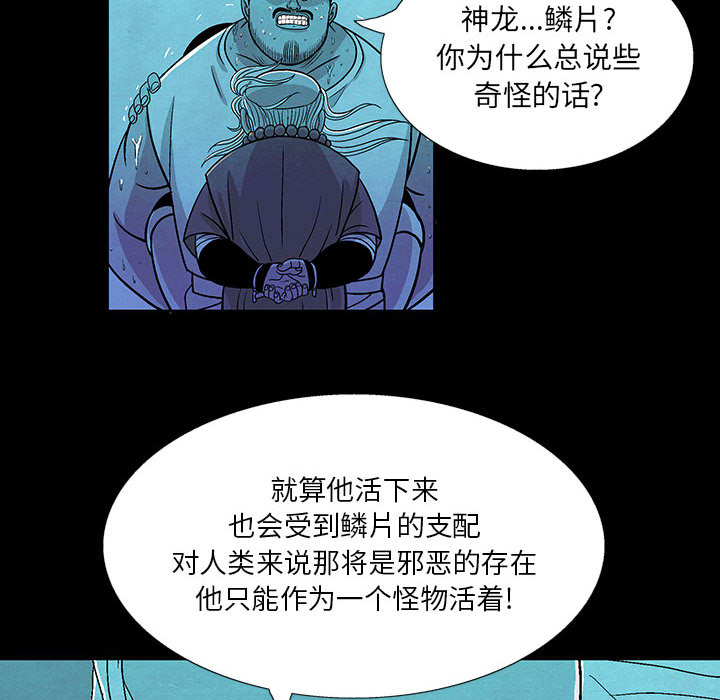 神龙...鳞片?
你为什么总说些
奇怪的话?
就算他活下来
也会受到鳞片的支配
对人类来说那将是邪恶的存在
他只能作为一个怪物活着!